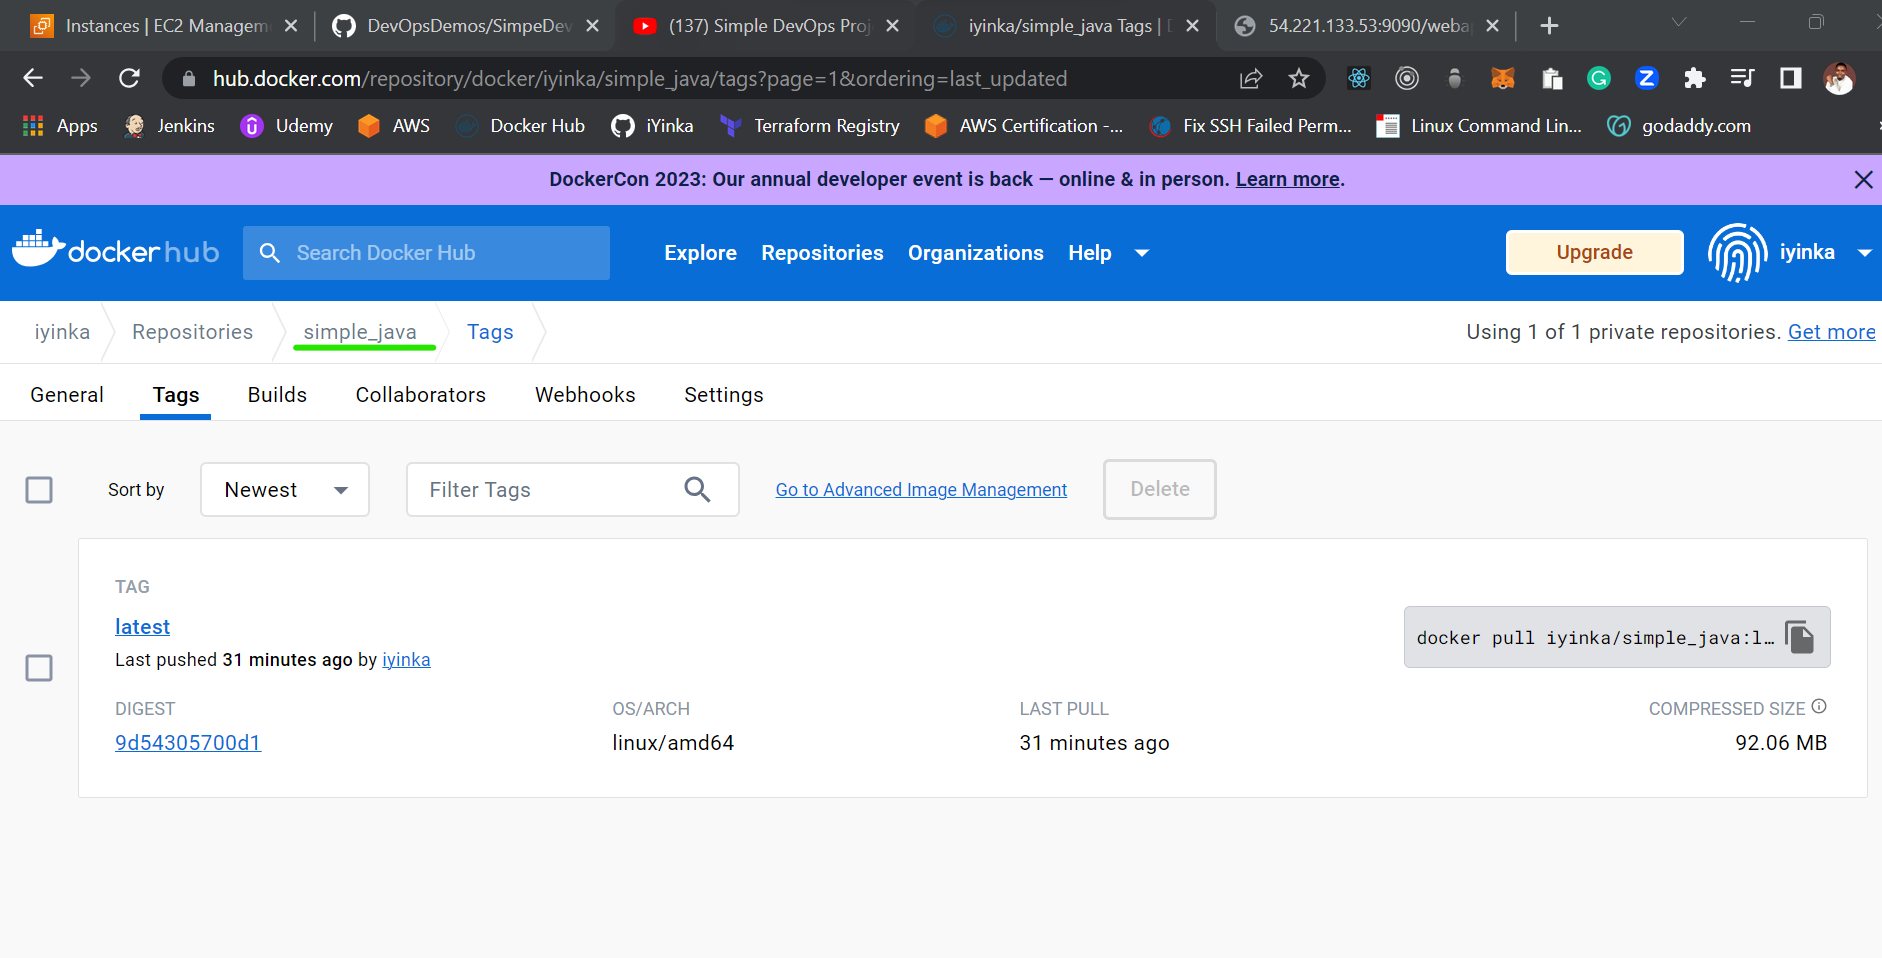 Instances | EC2 Managem
DevOpsDemos/SimpeDev
(137) Simple DevOps Proj
iyinka/simple_java Tags | D
54.221.133.53:9090/webap
hub.docker.com/repository/docker/iyinka/simple_java/tags?page=1&ordering=last_updated
Apps
Jenkins
Udemy
AWS
Docker Hub
iYinka
Terraform Registry
AWS Certification -...
Fix SSH Failed Perm...
Linux Command Lin...
godaddy.com
DockerCon 2023: Our annual developer event is back — online & in person. Learn more.
dockerhub
Search Docker Hub
Explore
Repositories
Organizations
Help
Upgrade
iyinka
iyinka
Repositories
simple_java
Tags
Using 1 of 1 private repositories. Get more
General
Tags
Builds
Collaborators
Webhooks
Settings
Sort by
Newest
Filter Tags
Go to Advanced Image Management
Delete
TAG
latest
Last pushed 31 minutes ago by iyinka
docker pull iyinka/simple_java:l…
DIGEST
OS/ARCH
LAST PULL
COMPRESSED SIZE
9d54305700d1
linux/amd64
31 minutes ago
92.06 MB